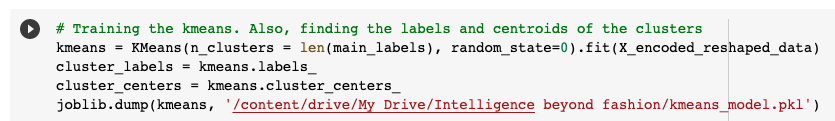 # Training the kmeans. Also, finding the labels and centroids of the clusters
kmeans = KMeans(n_clusters = len(main_labels), random_state=0).fit(X_encoded_reshaped_data)
cluster_labels = kmeans.labels_
cluster_centers = kmeans.cluster_centers_
joblib.dump(kmeans, '/content/drive/My Drive/Intelligence beyond fashion/kmeans_model.pkl')